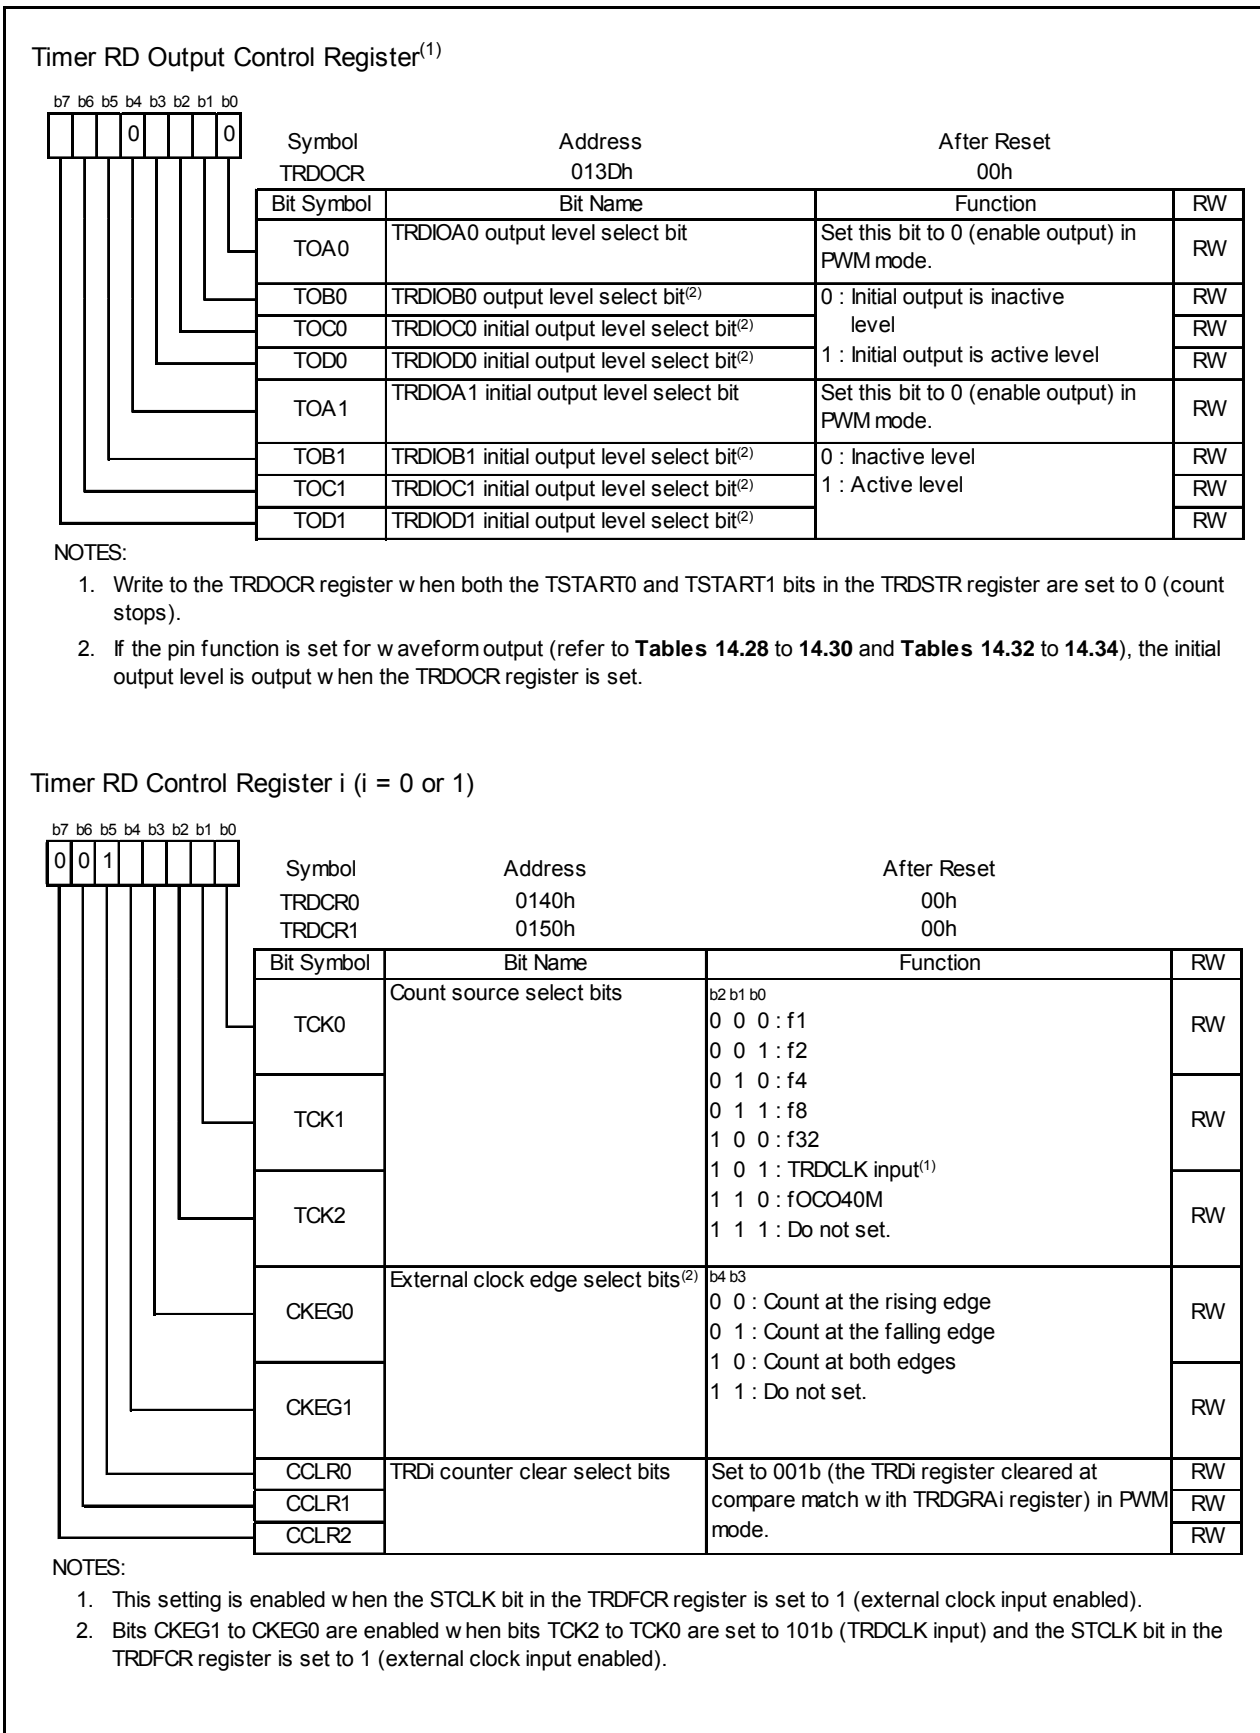 Timer RD Output Control Register(1)
b7 b6 b5 b4 b3 b2 b1 b0
0 0
Symbol Address After Reset
TRDOCR 013Dh 00h
Bit Symbol Bit Name Function RW
TOA0 TRDIOA0 output level select bit Set this bit to 0 (enable output) in PWM mode. RW
TOB0 TRDIOB0 output level select bit(2) 0 : Initial output is inactive RW
level
TOC0 TRDIOC0 initial output level select bit(2) RW
TOD0 TRDIOD0 initial output level select bit(2) 1 : Initial output is active level RW
TOA1 TRDIOA1 initial output level select bit Set this bit to 0 (enable output) in PWM mode. RW
TOB1 TRDIOB1 initial output level select bit(2) 0 : Inactive level RW
TOC1 TRDIOC1 initial output level select bit(2) 1 : Active level RW
TOD1 TRDIOD1 initial output level select bit(2) RW
NOTES:
1. Write to the TRDOCR register when both the TSTART0 and TSTART1 bits in the TRDSTR register are set to 0 (count
stops).
2. If the pin function is set for waveform output (refer to Tables 14.28 to 14.30 and Tables 14.32 to 14.34), the initial
output level is output when the TRDOCR register is set.
Timer RD Control Register i (i = 0 or 1)
b7 b6 b5 b4 b3 b2 b1 b0
0 0 1
Symbol Address After Reset
TRDCR0 0140h 00h
TRDCR1 0150h 00h
Bit Symbol Bit Name Function RW
Count source select bits b2 b1 b0
TCK0 0 0 0 : f1 RW
0 0 1 : f2
0 1 0 : f4
TCK1 0 1 1 : f8 RW
1 0 0 : f32
1 0 1 : TRDCLK input(1)
TCK2 1 1 0 : fOCO40M RW
1 1 1 : Do not set.
External clock edge select bits(2) b4 b3
CKEG0 0 0 : Count at the rising edge RW
0 1 : Count at the falling edge
1 0 : Count at both edges
CKEG1 1 1 : Do not set. RW
CCLR0 TRDi counter clear select bits Set to 001b (the TRDi register cleared at RW
CCLR1 compare match with TRDGRAi register) in PWM RW
CCLR2 mode. RW
NOTES:
1. This setting is enabled when the STCLK bit in the TRDFCR register is set to 1 (external clock input enabled).
2. Bits CKEG1 to CKEG0 are enabled when bits TCK2 to TCK0 are set to 101b (TRDCLK input) and the STCLK bit in the
TRDFCR register is set to 1 (external clock input enabled).